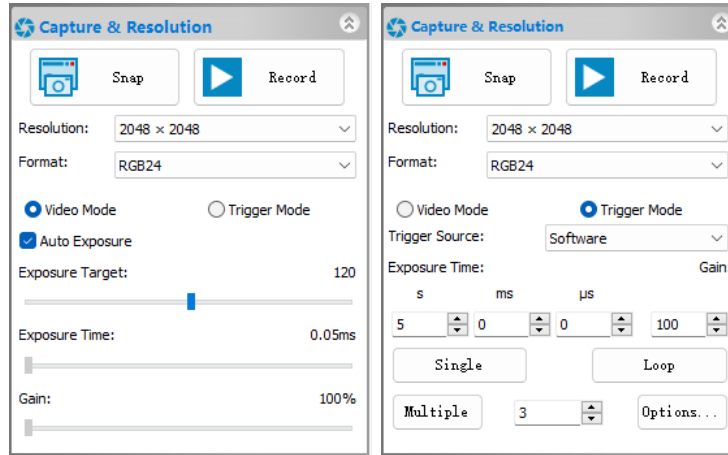 Capture & Resolution
Snap
Record
Resolution: 2048 × 2048
Format: RGB24
Video Mode Trigger Mode
Auto Exposure
Exposure Target: 120
Exposure Time: 0.05ms
Gain: 100%
Capture & Resolution
Snap
Record
Resolution: 2048 × 2048
Format: RGB24
Video Mode Trigger Mode
Trigger Source: Software
Exposure Time: Gain
s ms µs
5 0 0 100
Single Loop
Multiple 3 Options...